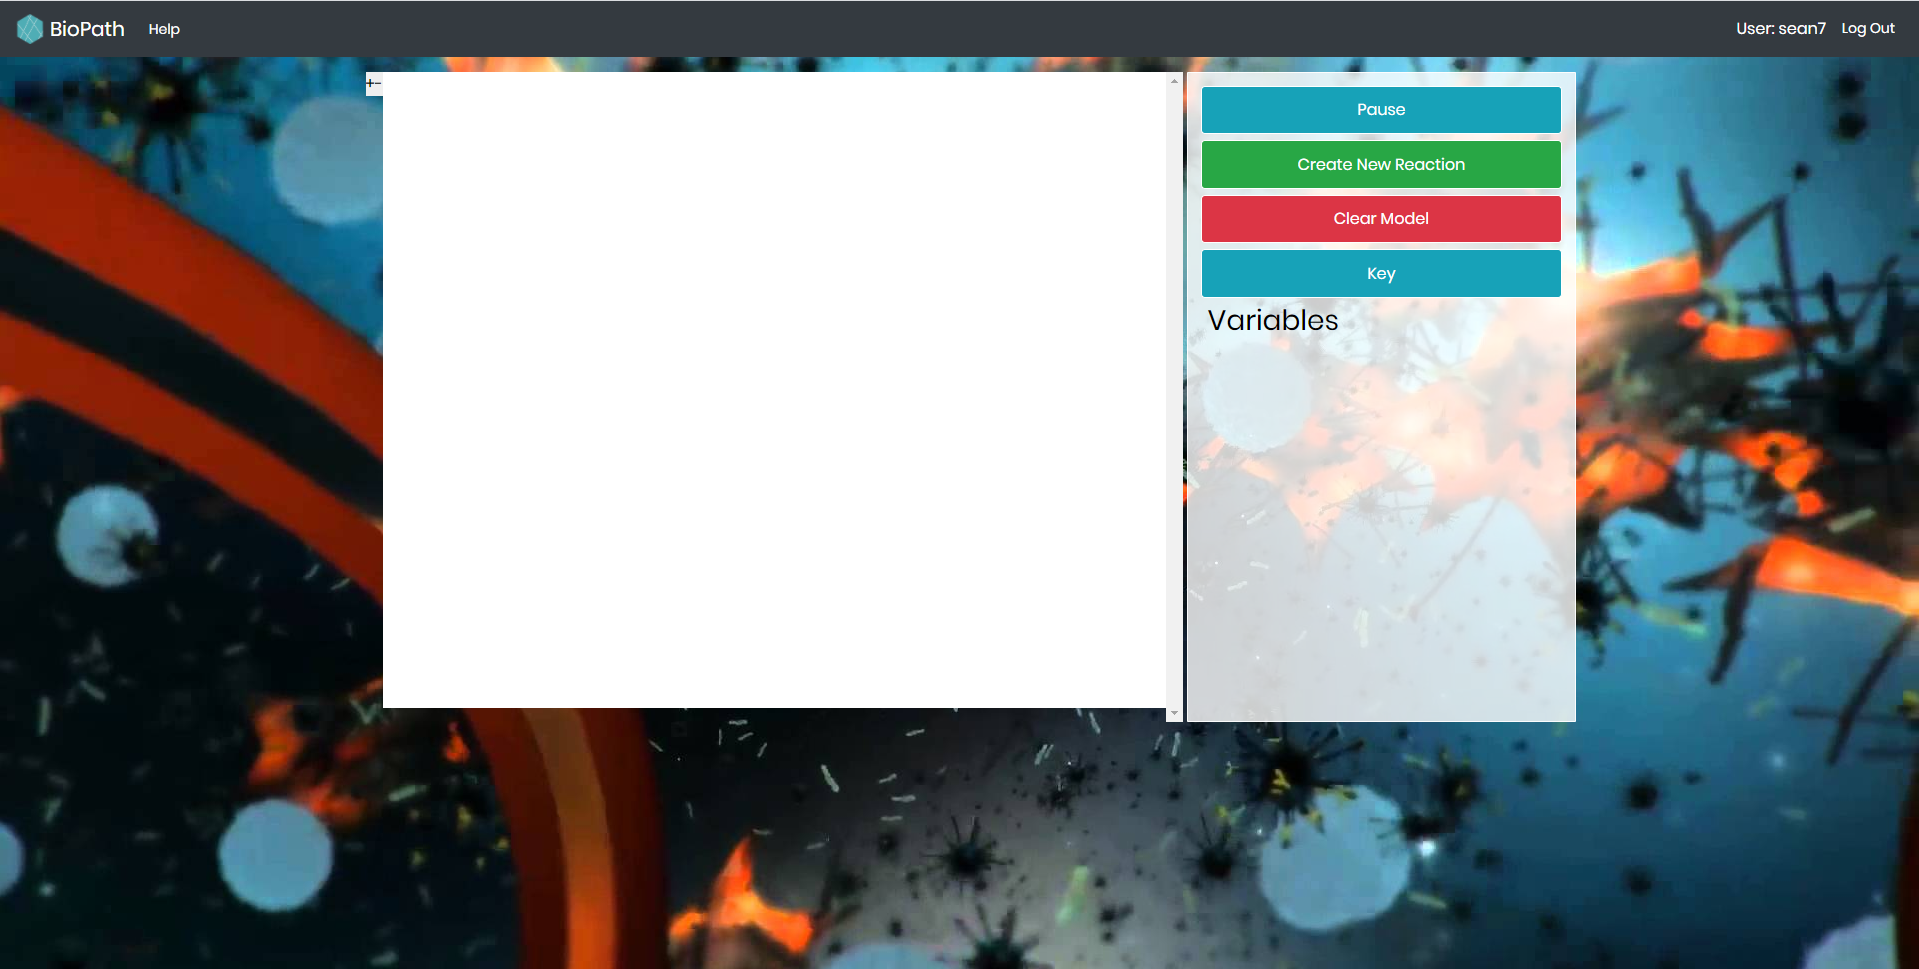 BioPath Help User: sean7 Log Out
+-
Pause
Create New Reaction
Clear Model
Key
Variables